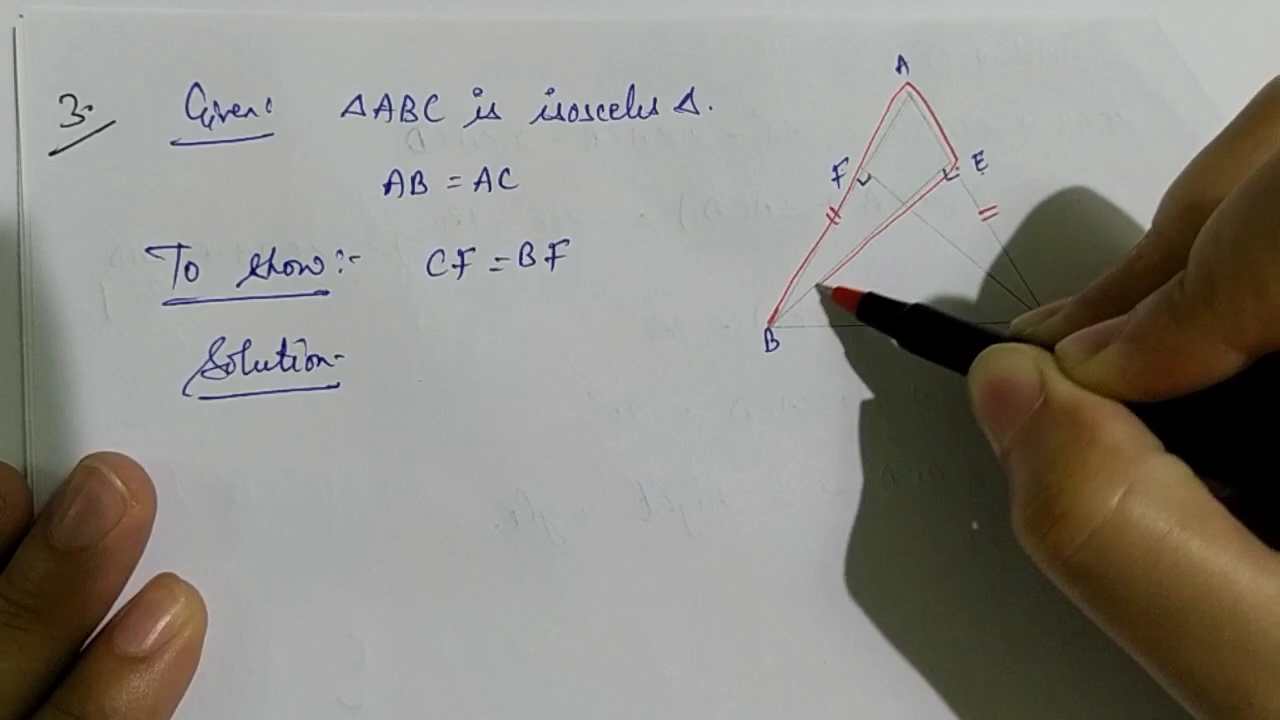 3. Given: ΔABC is isosceles Δ.
AB = AC
To show:- CF = BF
Solution-
A
F
E
B